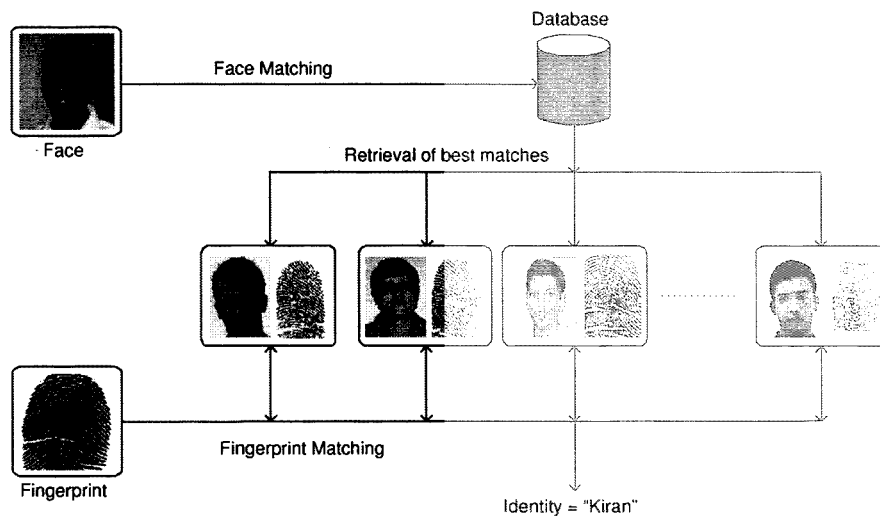 Database
Face Matching
Face
Retrieval of best matches
Fingerprint Matching
Fingerprint
Identity = “Kiran”